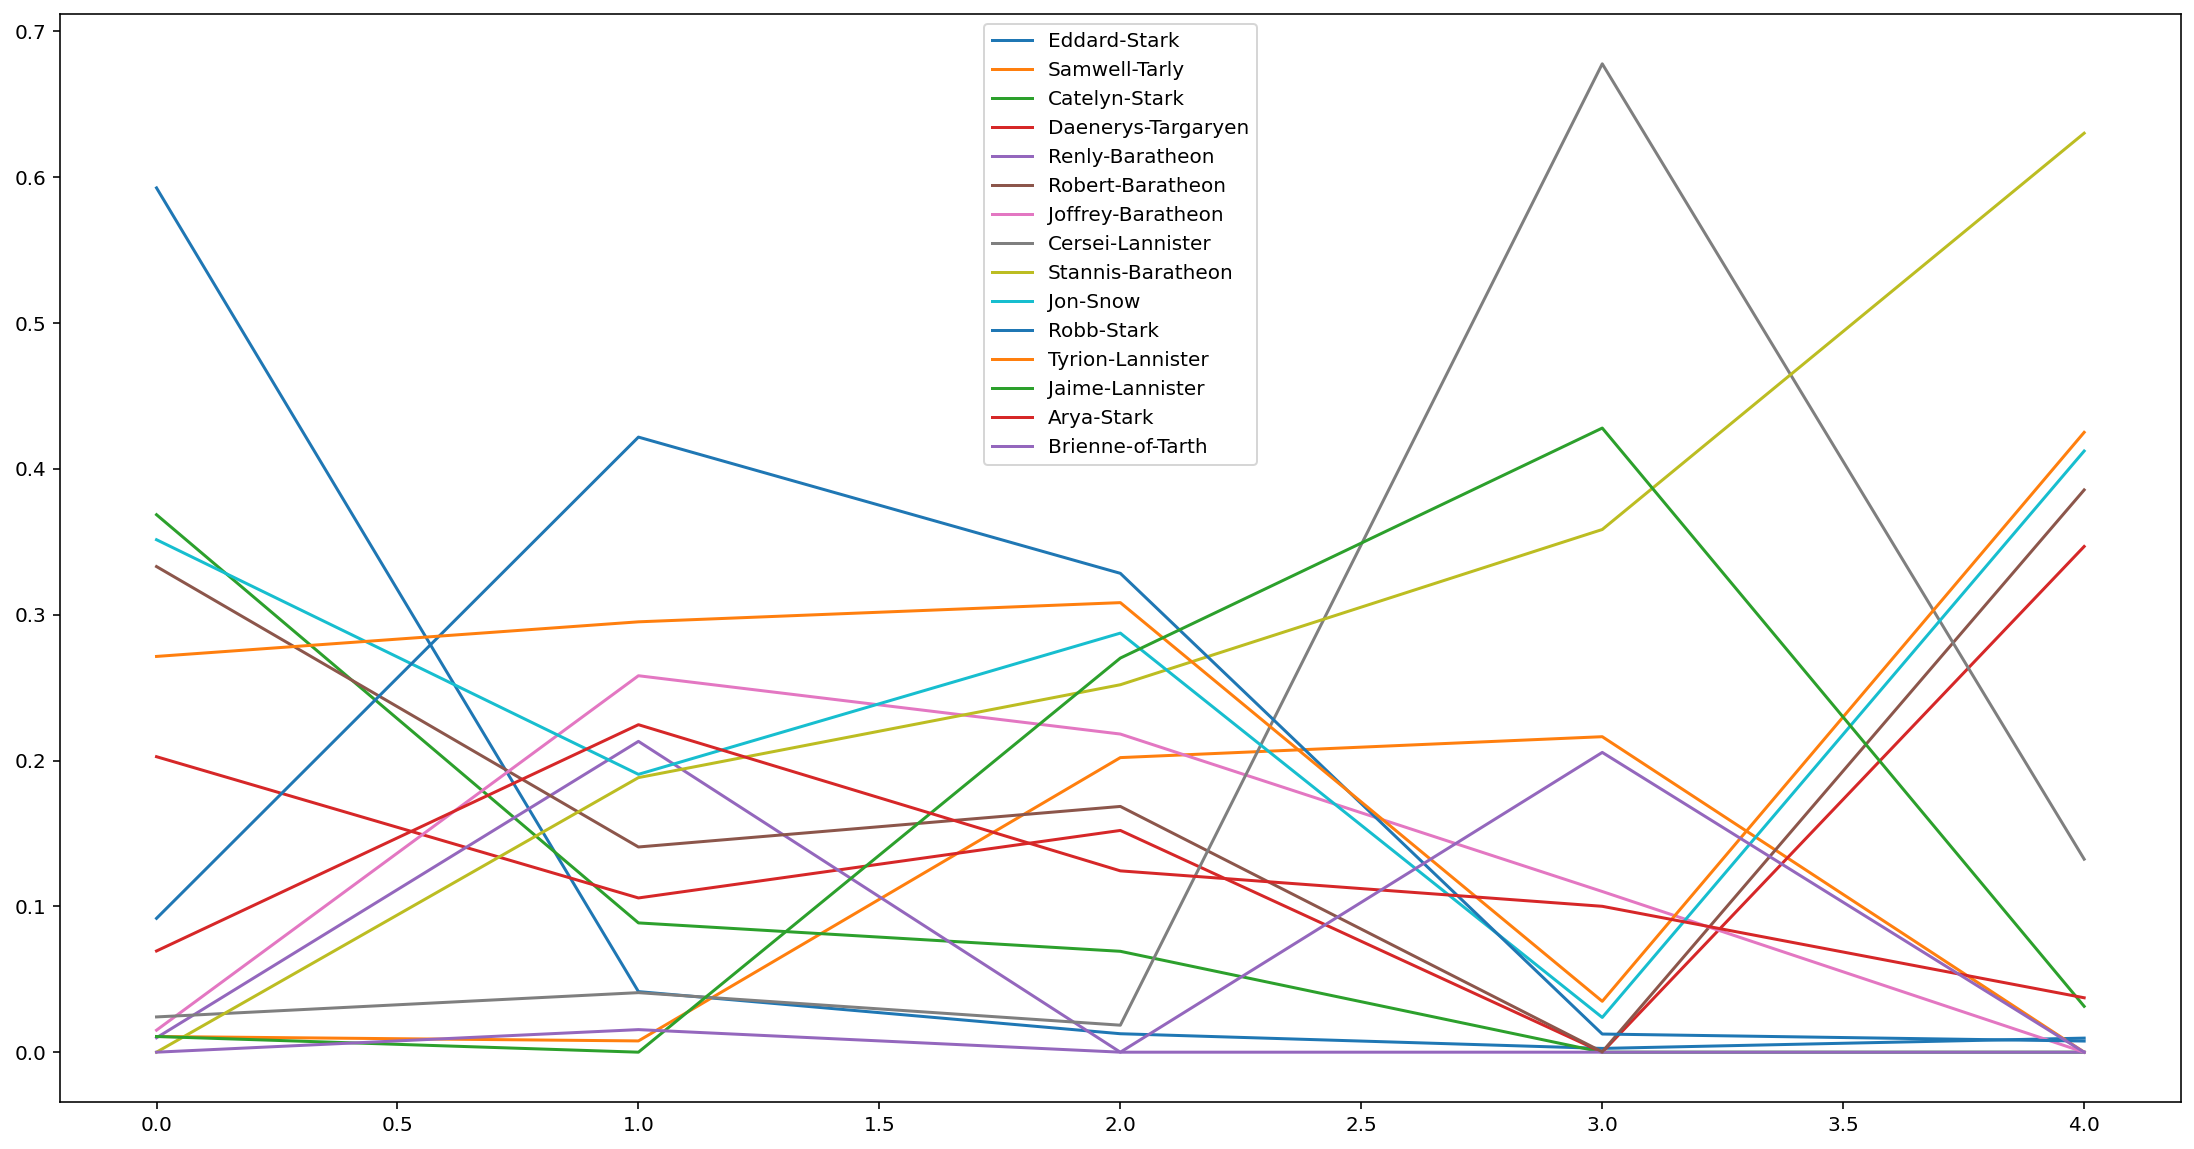 0.7
0.6
0.5
0.4
0.3
0.2
0.1
0.0
Eddard-Stark
Samwell-Tarly
Catelyn-Stark
Daenerys-Targaryen
Renly-Baratheon
Robert-Baratheon
Joffrey-Baratheon
Cersei-Lannister
Stannis-Baratheon
Jon-Snow
Robb-Stark
Tyrion-Lannister
Jaime-Lannister
Arya-Stark
Brienne-of-Tarth
0.0 0.5 1.0 1.5 2.0 2.5 3.0 3.5 4.0